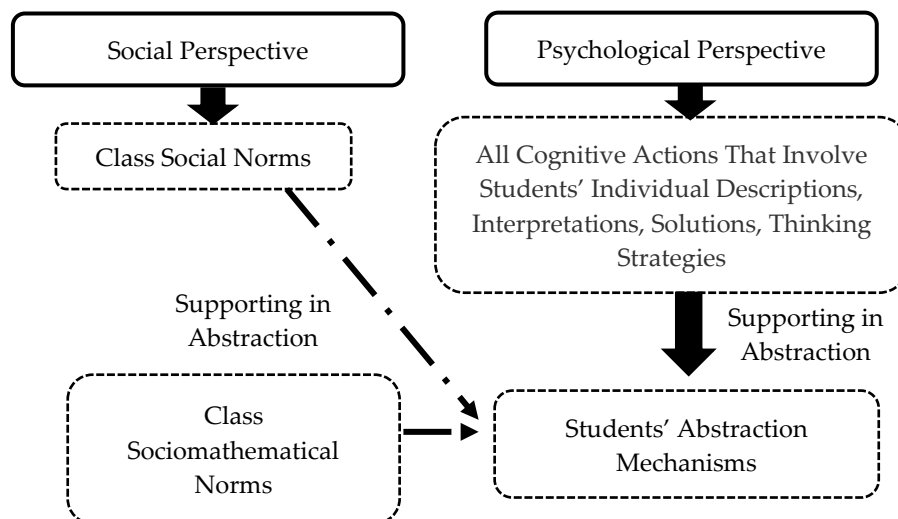 Social Perspective
Psychological Perspective
Class Social Norms
All Cognitive Actions That Involve
Students’ Individual Descriptions,
Interpretations, Solutions, Thinking
Strategies
Supporting in
Abstraction
Supporting in
Abstraction
Class
Sociomathematical
Norms
Students’ Abstraction
Mechanisms